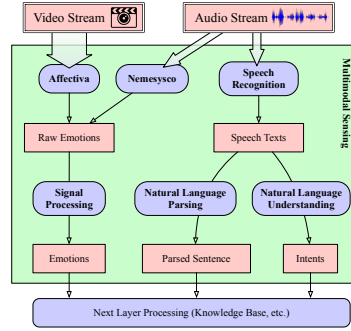 Video Stream
Audio Stream
Multimodal Sensing
Affectiva
Nemesysco
Speech
Recognition
Raw Emotions
Speech Texts
Signal
Processing
Natural Language
Parsing
Natural Language
Understanding
Emotions
Parsed Sentence
Intents
Next Layer Processing (Knowledge Base, etc.)